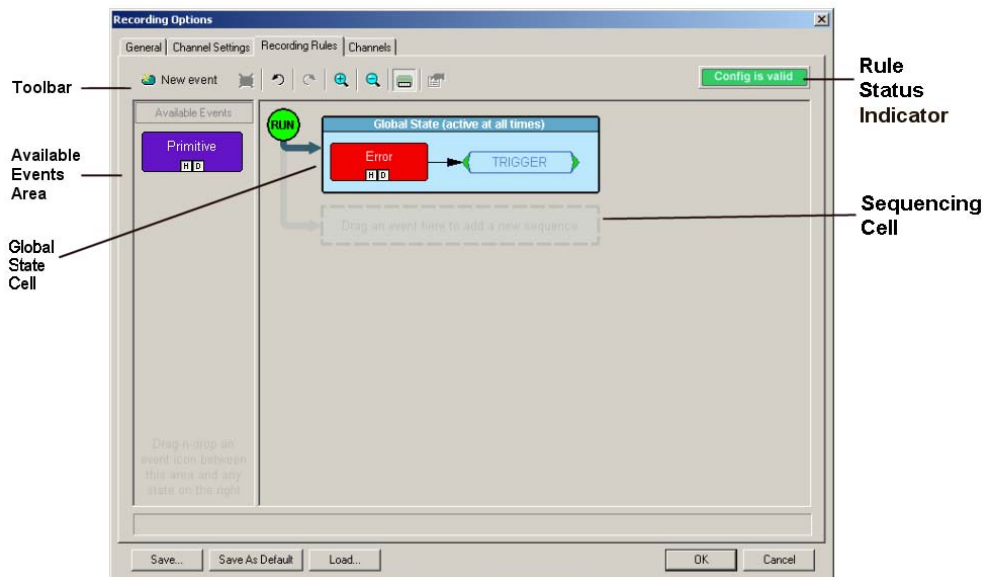 Recording Options
General Channel Settings Recording Rules Channels
Toolbar
New event
Config is valid
Rule
Status
Indicator
Available Events
Primitive
H D
Available
Events
Area
RUN
Global State (active at all times)
Error
H D
TRIGGER
Drag an event here to add a new sequence
Sequencing
Cell
Global
State
Cell
Drag-n-drop an
event icon between
this area and any
state on the right
Save... Save As Default Load... OK Cancel